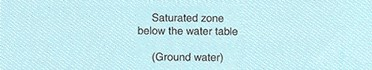 Saturated zone
below the water table
(Ground water)